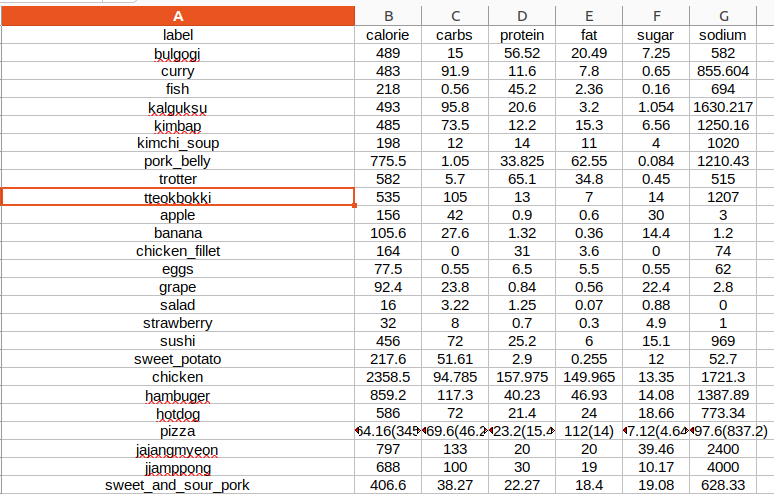 A B C D E F G
label calorie carbs protein fat sugar sodium
bulgogi 489 15 56.52 20.49 7.25 582
curry 483 91.9 11.6 7.8 0.65 855.604
fish 218 0.56 45.2 2.36 0.16 694
kalguksu 493 95.8 20.6 3.2 1.054 1630.217
kimbap 485 73.5 12.2 15.3 6.56 1250.16
kimchi_soup 198 12 14 11 4 1020
pork_belly 775.5 1.05 33.825 62.55 0.084 1210.43
trotter 582 5.7 65.1 34.8 0.45 515
tteokbokki 535 105 13 7 14 1207
apple 156 42 0.9 0.6 30 3
banana 105.6 27.6 1.32 0.36 14.4 1.2
chicken_fillet 164 0 31 3.6 0 74
eggs 77.5 0.55 6.5 5.5 0.55 62
grape 92.4 23.8 0.84 0.56 22.4 2.8
salad 16 3.22 1.25 0.07 0.88 0
strawberry 32 8 0.7 0.3 4.9 1
sushi 456 72 25.2 6 15.1 969
sweet_potato 217.6 51.61 2.9 0.255 12 52.7
chicken 2358.5 94.785 157.975 149.965 13.35 1721.3
hambuger 859.2 117.3 40.23 46.93 14.08 1387.89
hotdog 586 72 21.4 24 18.66 773.34
pizza 64.16(345 69.6(46.2 23.2(15. 112(14) 7.12(4.64 97.6(837.2)
jajangmyeon 797 133 20 20 39.46 2400
jjamppong 688 100 30 19 10.17 4000
sweet_and_sour_pork 406.6 38.27 22.27 18.4 19.08 628.33